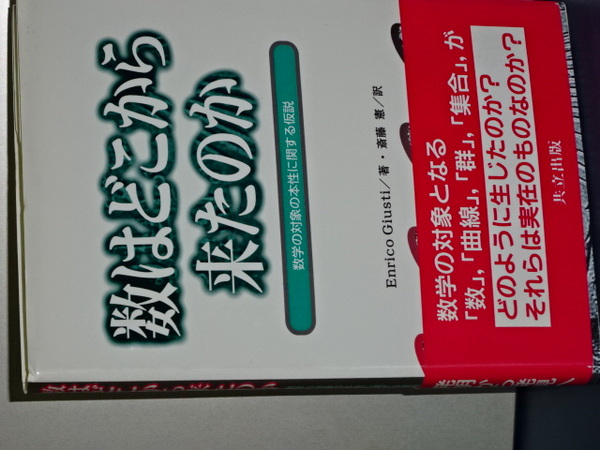 数はどこから
来たのか
数学の対象の本性に関する仮説
Enrico Giusti/著・斎藤 憲/訳
数学の対象となる
「数」,「曲線」,「群」,「集合」,が
どのように生じたのか?
それらは実在のものなのか?
共立出版